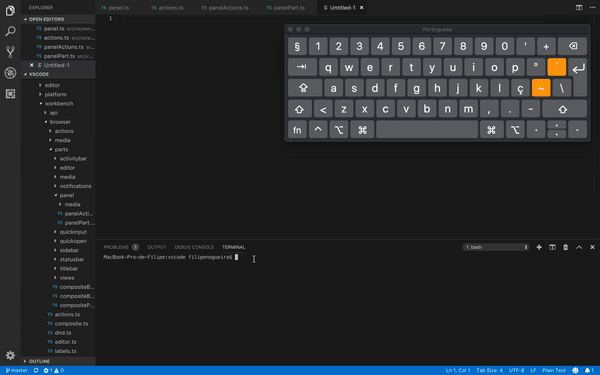 EXPLORER
OPEN EDITORS
TS panel.ts src/vs/wor...
TS actions.ts src/vs/w...
TS panelActions.ts src/...
TS panelPart.ts src/v...
Untitled-1
VSCODE
editor
platform
workbench
api
browser
actions
media
parts
activitybar
editor
media
notifications
panel
media
TS panelActi...
TS panelPart....
quickinput
quickopen
sidebar
statusbar
titlebar
views
TS compositeB...
TS compositeB...
TS compositeP...
TS actions.ts
TS composite.ts
TS dnd.ts
TS editor.ts
TS labels.ts
OUTLINE
TS panel.ts TS actions.ts TS panelActions.ts TS panelPart.ts Untitled-1
1
Portuguese
§ 1 2 3 4 5 6 7 8 9 0 ' + ⌫
⇥ q w e r t y u i o p º ´ ↵
⇪ a s d f g h j k l ç ~ \
⇧ < z x c v b n m , . - ⇧
fn ^ ⌥ ⌘ ⌘ ⌥
PROBLEMS 1 OUTPUT DEBUG CONSOLE TERMINAL 1: bash
MacBook-Pro-de-Filipe:vscode filipenogueira$
master 1 0 Ln 1, Col 1 Tab Size: 4 UTF-8 LF Plain Text 1